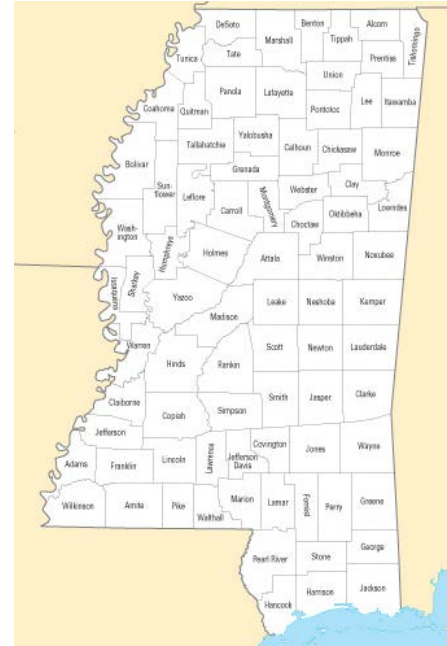 DeSoto
Benton
Alcorn
Marshall
Tippah
Tishomingo
Tunica
Tate
Prentiss
Union
Panola
Lafayette
Lee
Itawamba
Coahoma
Quitman
Pontotoc
Yalobusha
Tallahatchie
Calhoun
Chickasaw
Monroe
Bolivar
Grenada
Sun-
flower
Leflore
Carroll
Montgomery
Webster
Clay
Lowndes
Oktibbeha
Choctaw
Wash-
ington
Humphreys
Holmes
Attala
Winston
Noxubee
Issaquena
Sharkey
Yazoo
Leake
Neshoba
Kemper
Madison
Warren
Scott
Newton
Lauderdale
Hinds
Rankin
Claiborne
Smith
Jasper
Clarke
Copiah
Simpson
Jefferson
Covington
Jones
Wayne
Adams
Franklin
Lincoln
Lawrence
Jefferson
Davis
Wilkinson
Amite
Pike
Walthall
Marion
Lamar
Forrest
Perry
Greene
Pearl River
Stone
George
Hancock
Harrison
Jackson